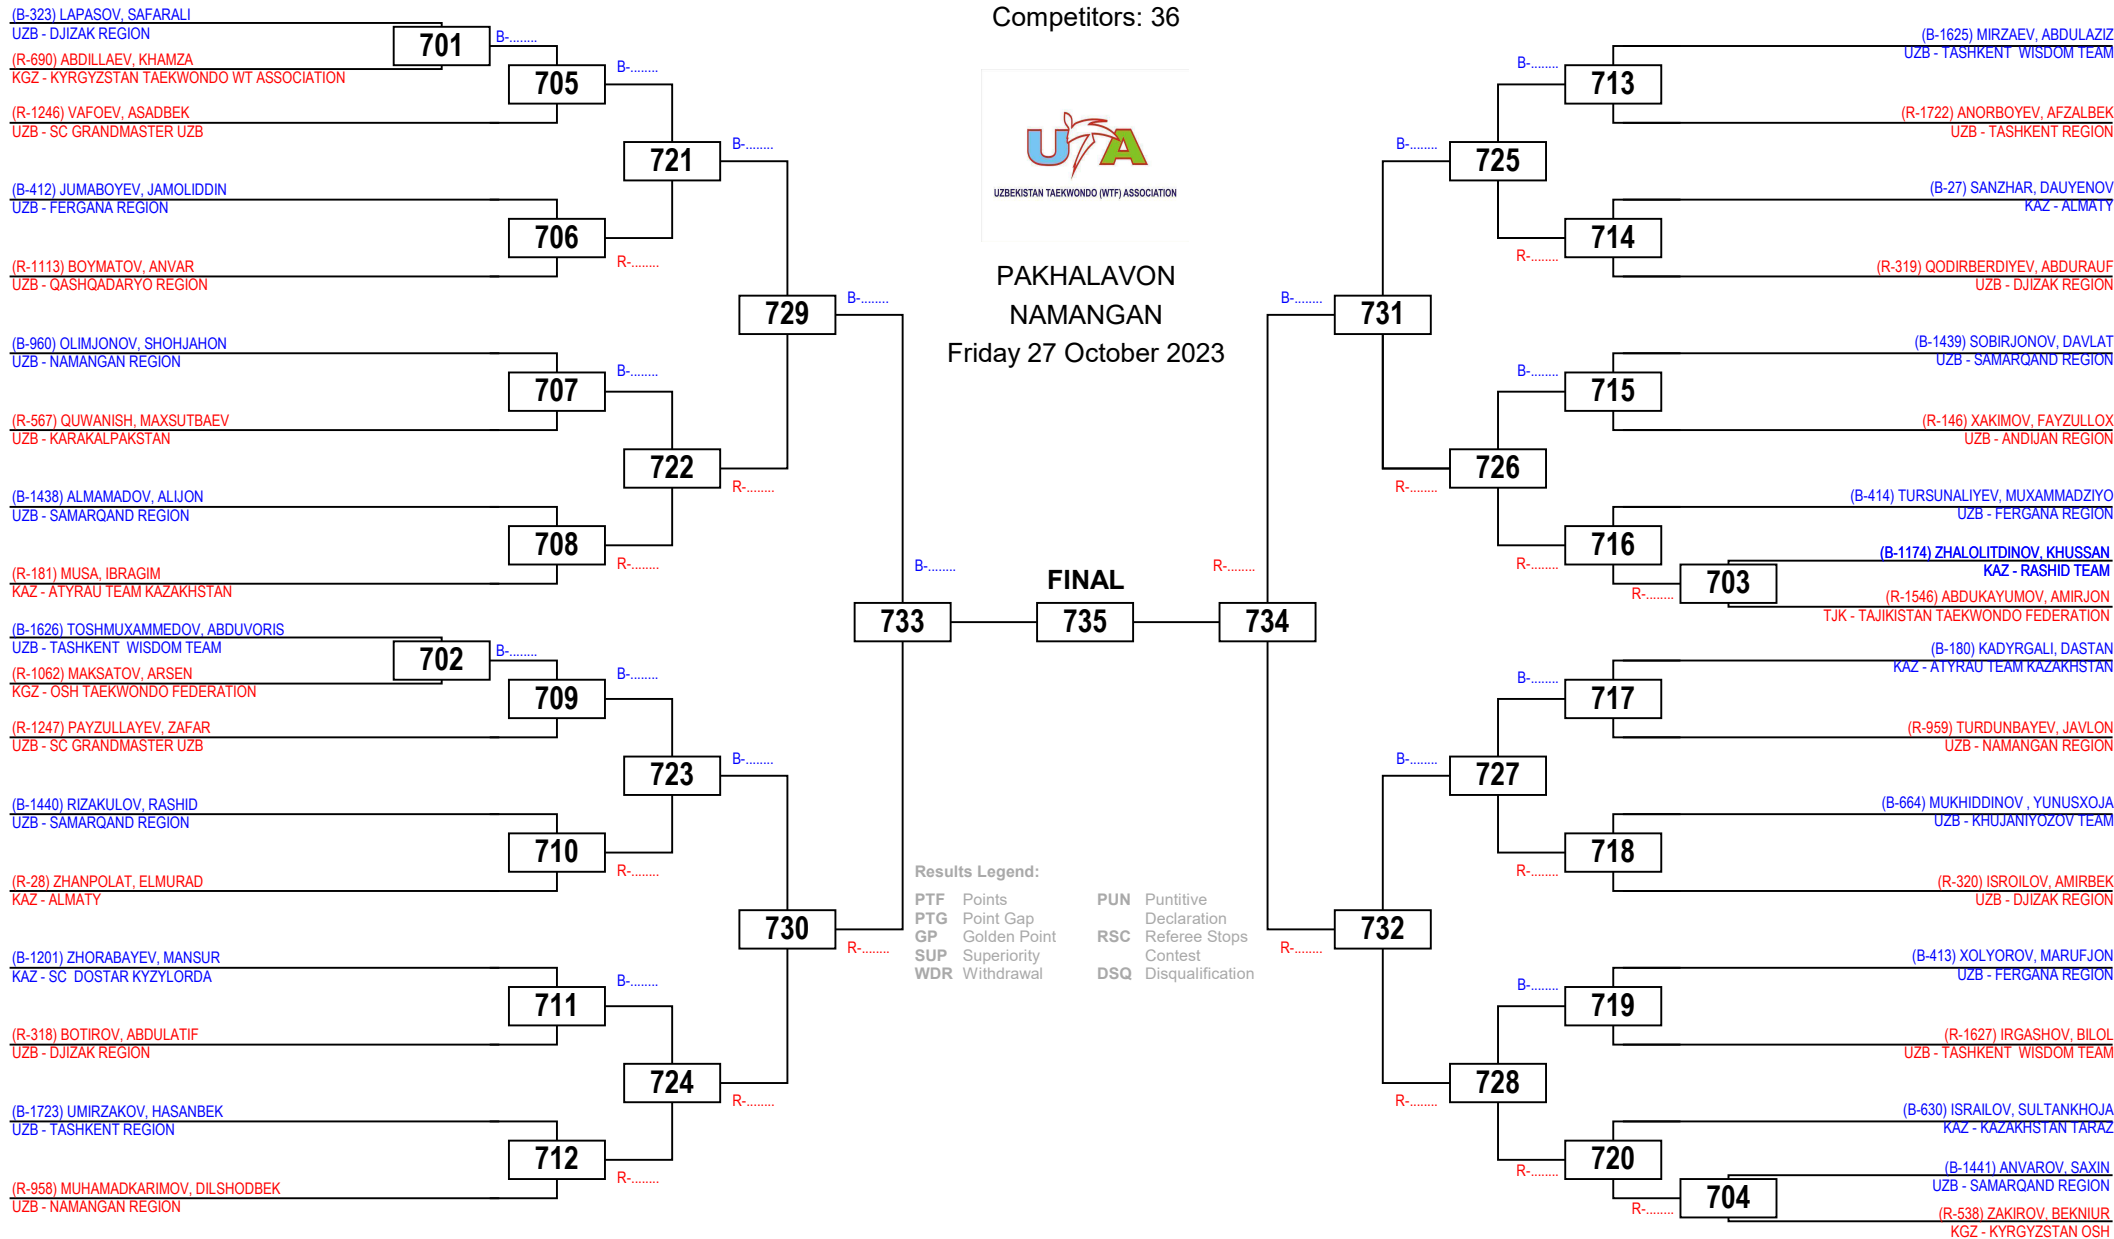 Competitors: 36
UTA
UZBEKISTAN TAEKWONDO (WTF) ASSOCIATION
PAKHALAVON
NAMANGAN
Friday 27 October 2023
(B-323) LAPASOV, SAFARALI
UZB - DJIZAK REGION
701
B-........
(R-690) ABDILLAEV, KHAMZA
KGZ - KYRGYZSTAN TAEKWONDO WT ASSOCIATION
705
B-........
(R-1246) VAFOEV, ASADBEK
UZB - SC GRANDMASTER UZB
721
B-........
(B-412) JUMABOYEV, JAMOLIDDIN
UZB - FERGANA REGION
706
R-........
(R-1113) BOYMATOV, ANVAR
UZB - QASHQADARYO REGION
729
B-........
(B-960) OLIMJONOV, SHOHJAHON
UZB - NAMANGAN REGION
707
B-........
(R-567) QUWANISH, MAXSUTBAEV
UZB - KARAKALPAKSTAN
722
R-........
(B-1438) ALMAMADOV, ALIJON
UZB - SAMARQAND REGION
708
R-........
(R-181) MUSA, IBRAGIM
KAZ - ATYRAU TEAM KAZAKHSTAN
B-........
733
(B-1626) TOSHMUXAMMEDOV, ABDUVORIS
UZB - TASHKENT WISDOM TEAM
702
B-........
(R-1062) MAKSATOV, ARSEN
KGZ - OSH TAEKWONDO FEDERATION
709
B-........
(R-1247) PAYZULLAYEV, ZAFAR
UZB - SC GRANDMASTER UZB
723
B-........
(B-1440) RIZAKULOV, RASHID
UZB - SAMARQAND REGION
710
R-........
(R-28) ZHANPOLAT, ELMURAD
KAZ - ALMATY
730
R-........
(B-1201) ZHORABAYEV, MANSUR
KAZ - SC DOSTAR KYZYLORDA
711
B-........
(R-318) BOTIROV, ABDULATIF
UZB - DJIZAK REGION
724
R-........
(B-1723) UMIRZAKOV, HASANBEK
UZB - TASHKENT REGION
712
R-........
(R-958) MUHAMADKARIMOV, DILSHODBEK
UZB - NAMANGAN REGION
FINAL
735
Results Legend:
PTF Points
PTG Point Gap
GP Golden Point
SUP Superiority
WDR Withdrawal
PUN Puntitive
Declaration
RSC Referee Stops
Contest
DSQ Disqualification
(B-1625) MIRZAEV, ABDULAZIZ
UZB - TASHKENT WISDOM TEAM
B-........
713
(R-1722) ANORBOYEV, AFZALBEK
UZB - TASHKENT REGION
B-........
725
(B-27) SANZHAR, DAUYENOV
KAZ - ALMATY
714
R-........
(R-319) QODIRBERDIYEV, ABDURAUF
UZB - DJIZAK REGION
B-........
731
(B-1439) SOBIRJONOV, DAVLAT
UZB - SAMARQAND REGION
B-........
715
(R-146) XAKIMOV, FAYZULLOX
UZB - ANDIJAN REGION
726
R-........
(B-414) TURSUNALIYEV, MUXAMMADZIYO
UZB - FERGANA REGION
716
R-........
(B-1174) ZHALOLITDINOV, KHUSSAN
KAZ - RASHID TEAM
703
R-........
(R-1546) ABDUKAYUMOV, AMIRJON
TJK - TAJIKISTAN TAEKWONDO FEDERATION
R-........
734
(B-180) KADYRGALI, DASTAN
KAZ - ATYRAU TEAM KAZAKHSTAN
B-........
717
(R-959) TURDUNBAYEV, JAVLON
UZB - NAMANGAN REGION
B-........
727
(B-664) MUKHIDDINOV , YUNUSXOJA
UZB - KHUJANIYOZOV TEAM
718
R-........
(R-320) ISROILOV, AMIRBEK
UZB - DJIZAK REGION
732
R-........
(B-413) XOLYOROV, MARUFJON
UZB - FERGANA REGION
B-........
719
(R-1627) IRGASHOV, BILOL
UZB - TASHKENT WISDOM TEAM
728
R-........
(B-630) ISRAILOV, SULTANKHOJA
KAZ - KAZAKHSTAN TARAZ
720
R-........
(B-1441) ANVAROV, SAXIN
UZB - SAMARQAND REGION
704
R-........
(R-538) ZAKIROV, BEKNIUR
KGZ - KYRGYZSTAN OSH